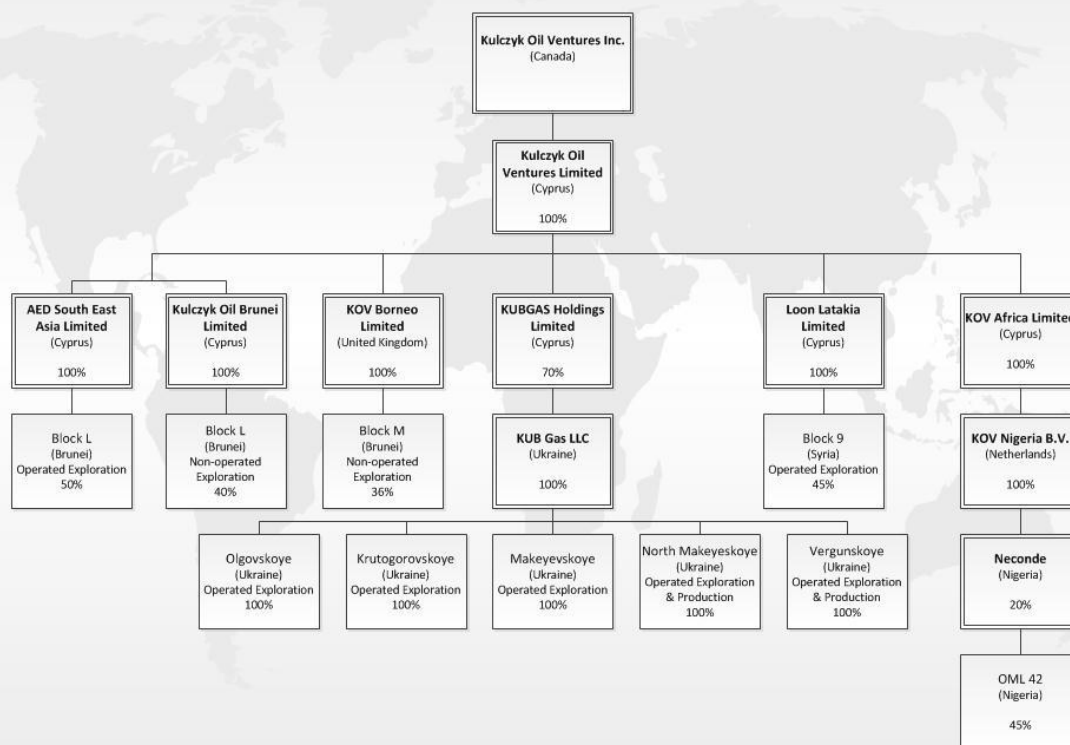 Kulczyk Oil Ventures Inc.
(Canada)
Kulczyk Oil
Ventures Limited
(Cyprus)
100%
AED South East
Asia Limited
(Cyprus)
100%
Kulczyk Oil Brunei
Limited
(Cyprus)
100%
KOV Borneo
Limited
(United Kingdom)
100%
KUBGAS Holdings
Limited
(Cyprus)
70%
Loon Latakia
Limited
(Cyprus)
100%
KOV Africa Limited
(Cyprus)
100%
Block L
(Brunei)
Operated Exploration
50%
Block L
(Brunei)
Non-operated
Exploration
40%
Block M
(Brunei)
Non-operated
Exploration
36%
KUB Gas LLC
(Ukraine)
100%
Block 9
(Syria)
Operated Exploration
45%
KOV Nigeria B.V.
(Netherlands)
100%
Olgovskoye
(Ukraine)
Operated Exploration
100%
Krutogorovskoye
(Ukraine)
Operated Exploration
100%
Makeyevskoye
(Ukraine)
Operated Exploration
100%
North Makeyeskoye
(Ukraine)
Operated Exploration
& Production
100%
Vergunskoye
(Ukraine)
Operated Exploration
& Production
100%
Neconde
(Nigeria)
20%
OML 42
(Nigeria)
45%